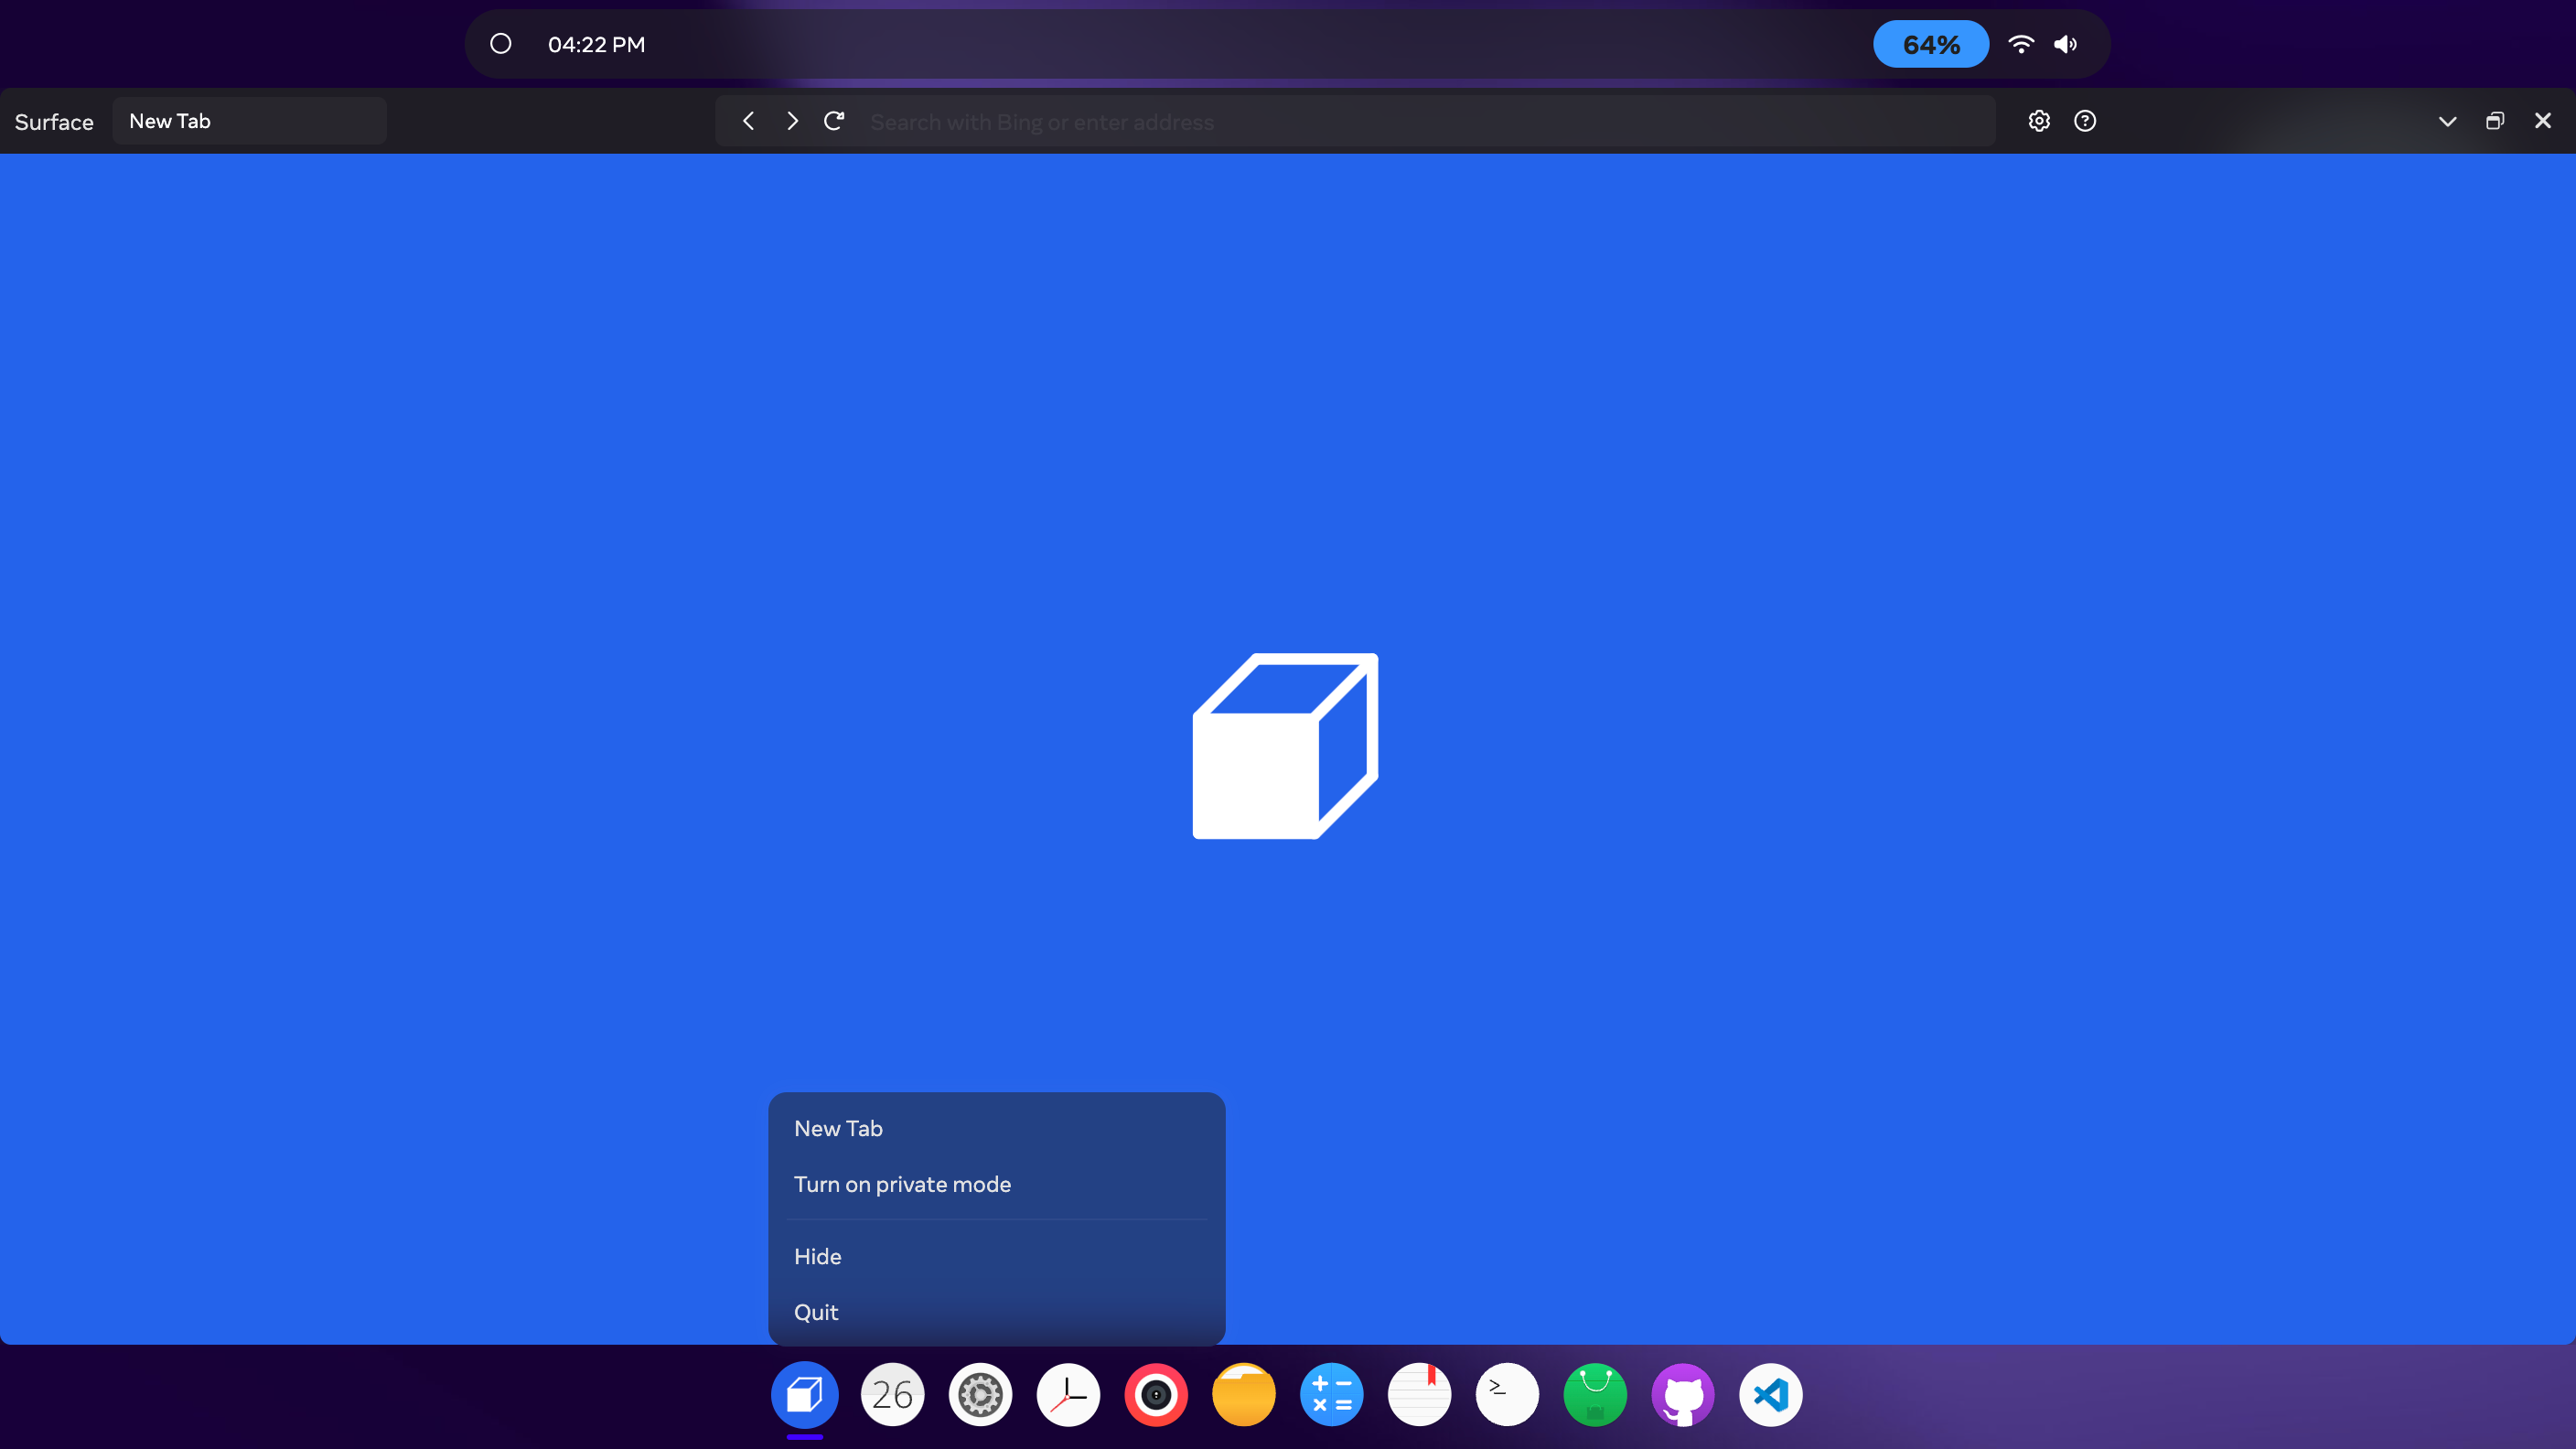 04:22 PM
64%
Surface
New Tab
Search with Bing or enter address
New Tab
Turn on private mode
Hide
Quit
26
>_